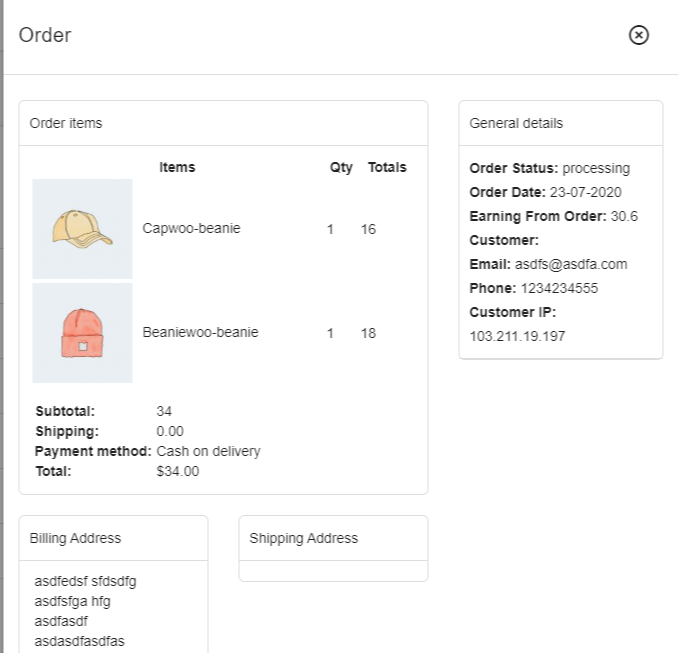 Order
Order items
Items Qty Totals
Capwoo-beanie 1 16
Beaniewoo-beanie 1 18
Subtotal: 34
Shipping: 0.00
Payment method: Cash on delivery
Total: $34.00
General details
Order Status: processing
Order Date: 23-07-2020
Earning From Order: 30.6
Customer:
Email: asdfs@asdfa.com
Phone: 1234234555
Customer IP:
103.211.19.197
Billing Address
asdfedsf sfdsdfg
asdfsfga hfg
asdfasdf
asdasdfasdfas
Shipping Address